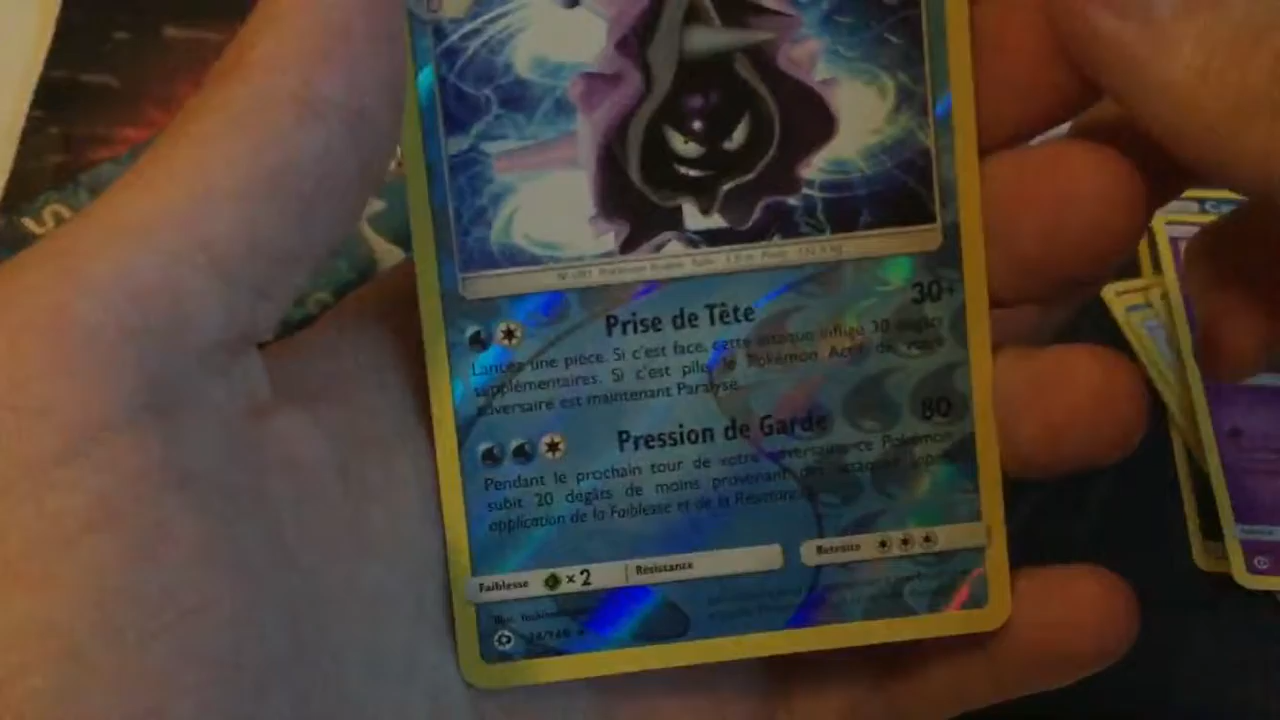 Prise de Tête 30+
Lancez une pièce. Si c'est face, cette attaque inflige 30 dégâts
supplémentaires. Si c'est pile, le Pokémon Actif de votre
adversaire est maintenant Paralysé.
Pression de Garde 80
Pendant le prochain tour de votre adversaire ce Pokémon
subit 20 dégâts de moins provenant des attaques
application de la Faiblesse et de la Résistance
Faiblesse ×2 Résistance Retraite
Illus.